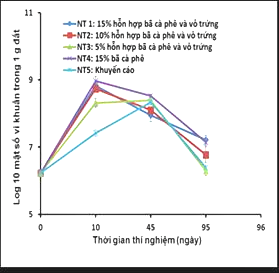 NT 1: 15% hỗn hợp bã cà phê và vỏ trứng
NT2: 10% hỗn hợp bã cà phê và vỏ trứng
NT3: 5% hỗn hợp bã cà phê và vỏ trứng
NT4: 15% bã cà phê
NT5: Khuyến cáo
Log 10 mật số vi khuẩn trong 1 g đất
11
9
7
5
0
10
45
95
96
Thời gian thí nghiệm (ngày)